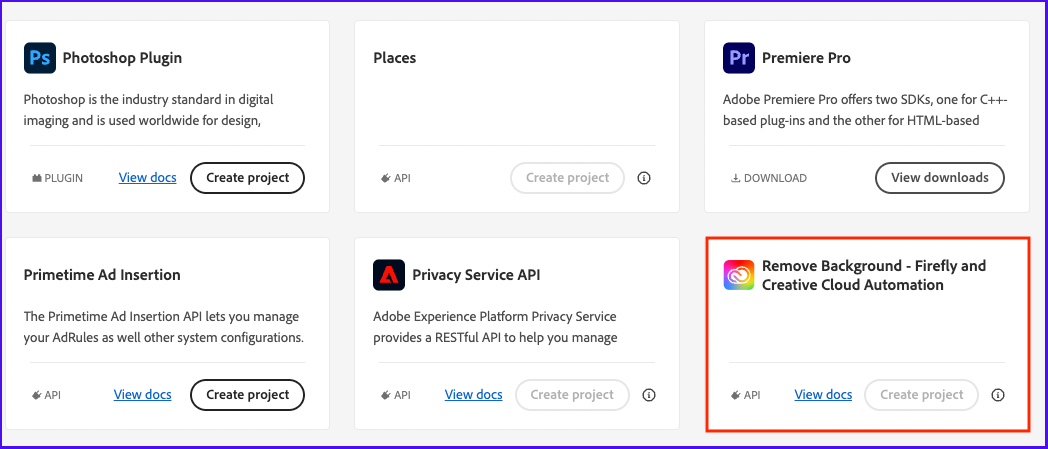 Ps Photoshop Plugin
Photoshop is the industry standard in digital
imaging and is used worldwide for design,
PLUGIN View docs Create project
Places
API Create project
Pr Premiere Pro
Adobe Premiere Pro offers two SDKs, one for C++-
based plug-ins and the other for HTML-based
DOWNLOAD View downloads
Primetime Ad Insertion
The Primetime Ad Insertion API lets you manage
your AdRules as well other system configurations.
API View docs Create project
Privacy Service API
Adobe Experience Platform Privacy Service
provides a RESTful API to help you manage
API View docs Create project
Remove Background - Firefly and
Creative Cloud Automation
API View docs Create project